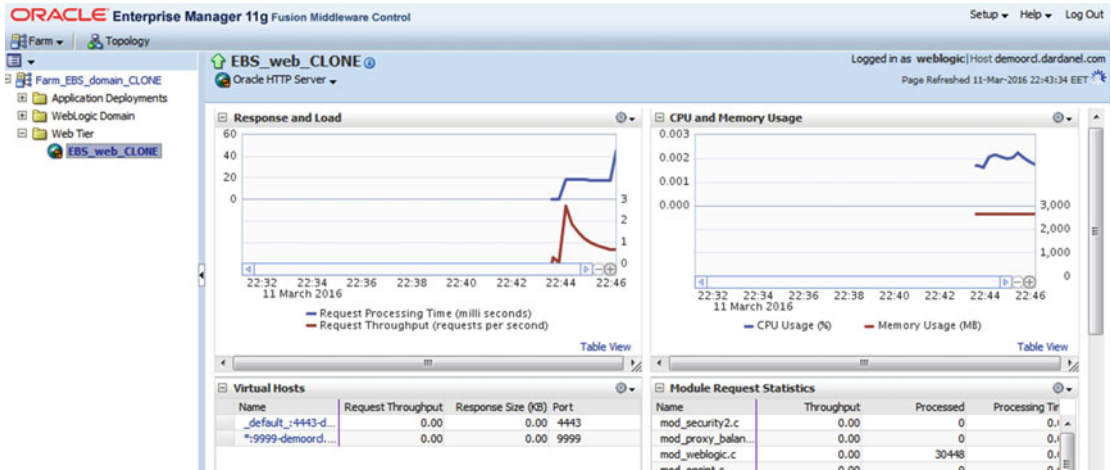 ORACLE Enterprise Manager 11g Fusion Middleware Control
Setup Help Log Out
Farm Topology
EBS_web_CLONE
Oracle HTTP Server
Logged in as weblogic|Host demoord.dardanel.com
Page Refreshed 11-Mar-2016 22:43:34 EET
Farm_EBS_domain_CLONE
Application Deployments
WebLogic Domain
Web Tier
EBS_web_CLONE
Response and Load
60
40
20
0
3
2
1
0
22:32 22:34 22:36 22:38 22:40 22:42 22:44 22:46
11 March 2016
Request Processing Time (milli seconds)
Request Throughput (requests per second)
Table View
CPU and Memory Usage
0.003
0.002
0.001
0.000
3,000
2,000
1,000
0
22:32 22:34 22:36 22:38 22:40 22:42 22:44 22:46
11 March 2016
CPU Usage (%) Memory Usage (MB)
Table View
Virtual Hosts
Name Request Throughput Response Size (KB) Port
_default_:4443-d... 0.00 0.00 4443
*:9999-demoord.... 0.00 0.00 9999
Module Request Statistics
Name Throughput Processed Processing Tir
mod_security2.c 0.00 0 0.
mod_proxy_balan... 0.00 0 0.
mod_weblogic.c 0.00 30448 0.
0.00 0